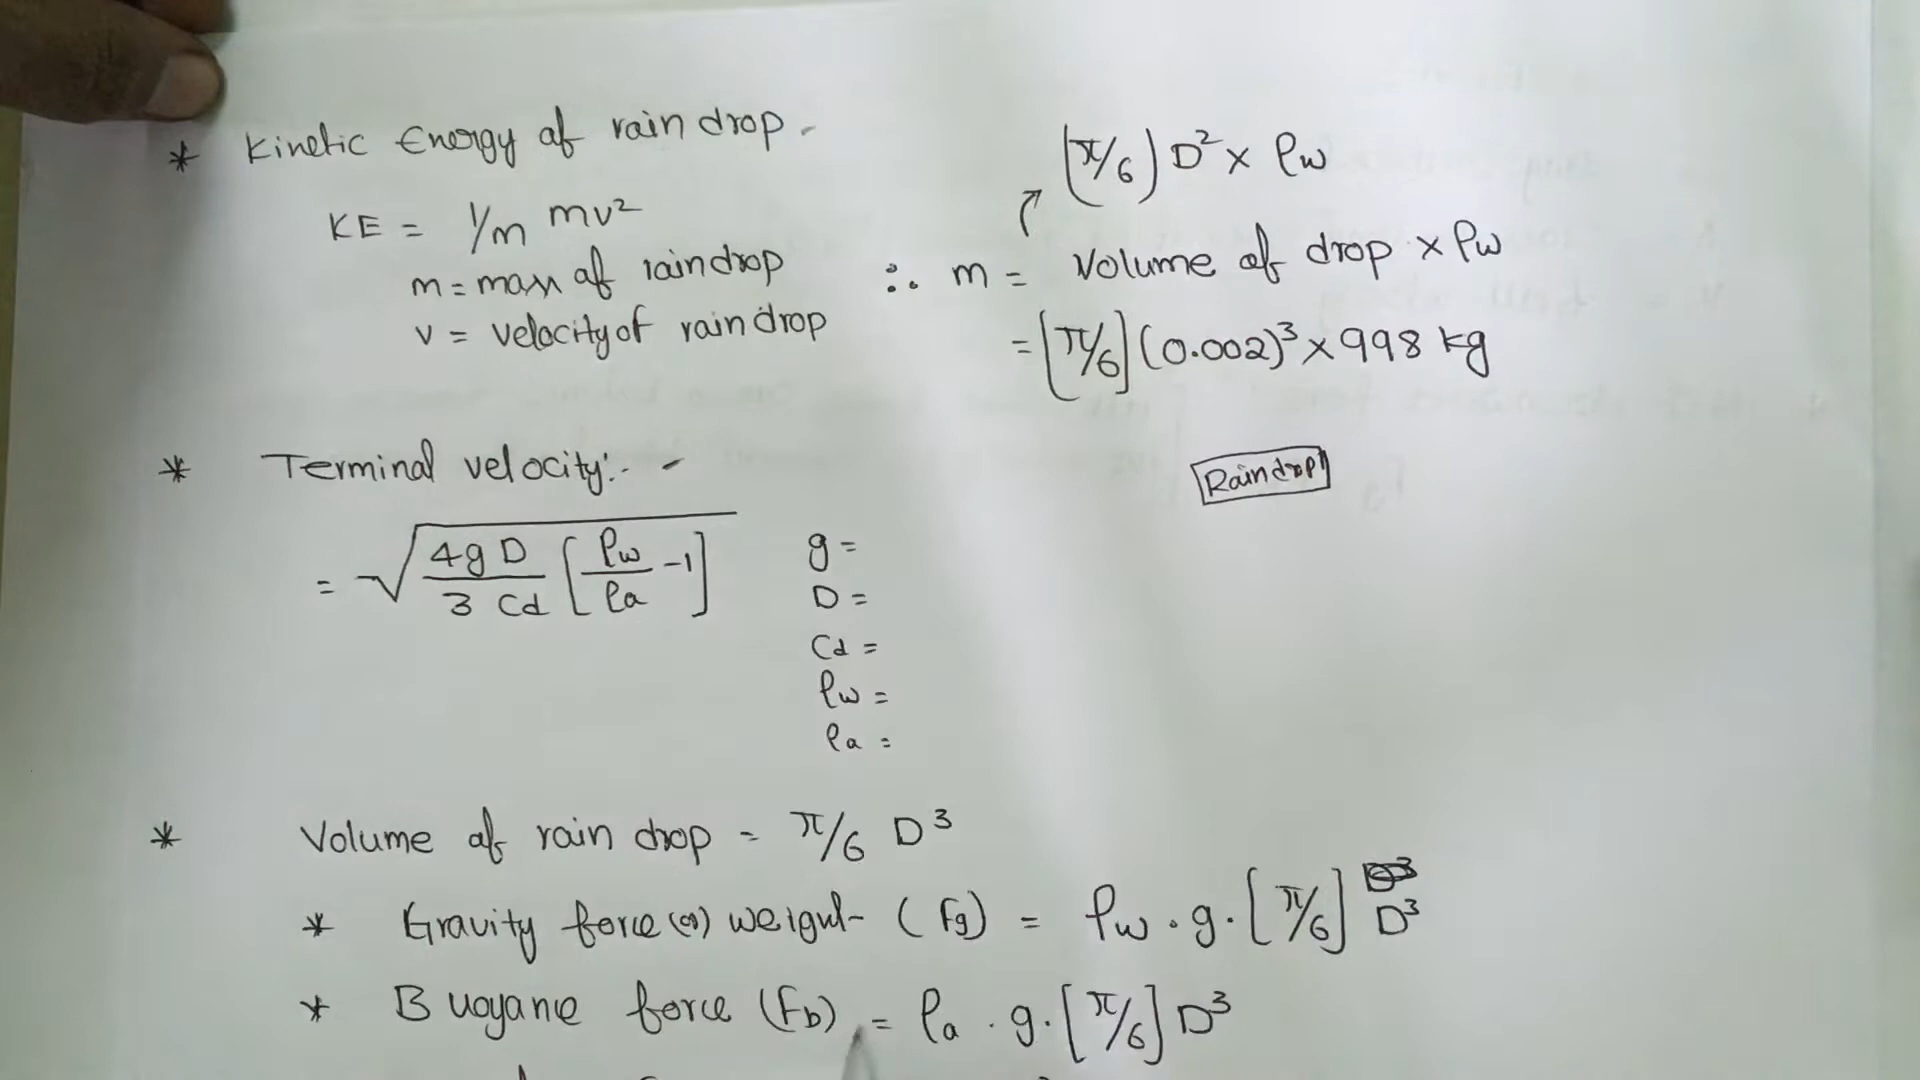 * Kinetic Energy of rain drop -
KE = 1/m mv²
m = mass of raindrop
v = velocity of rain drop
(π/6) D² × ρw
∴ m = Volume of drop × ρw
= [π/6] (0.002)³ × 998 kg
* Terminal velocity:- -
Raindrop
= √ 4gD / 3 Cd [ρw / ρa -1]
g =
D =
Cd =
ρw =
ρa =
* Volume of rain drop = π/6 D³
* Gravity force (or) weight (Fg) = ρw . g . [π/6] D³
* Buoyanc force (Fb) = ρa . g . [π/6] D³